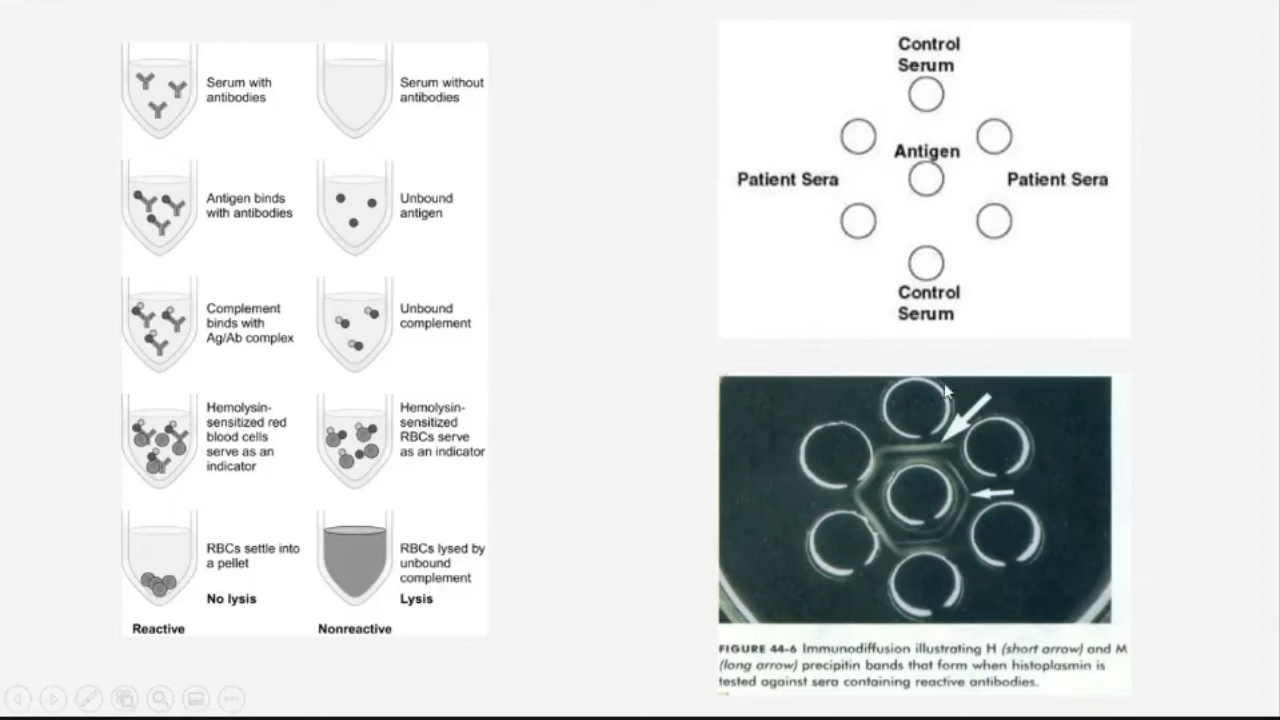 Serum with
antibodies
Serum without
antibodies
Antigen binds
with antibodies
Unbound
antigen
Complement
binds with
Ag/Ab complex
Unbound
complement
Hemolysin-
sensitized red
blood cells
serve as an
indicator
Hemolysin-
sensitized
RBCs serve
as an indicator
RBCs settle into
a pellet
No lysis
RBCs lysed by
unbound
complement
Lysis
Reactive
Nonreactive
Control
Serum
Antigen
Patient Sera
Patient Sera
Control
Serum
FIGURE 44-6 Immunodiffusion illustrating H (short arrow) and M
(long arrow) precipitin bands that form when histoplasmin is
tested against sera containing reactive antibodies.